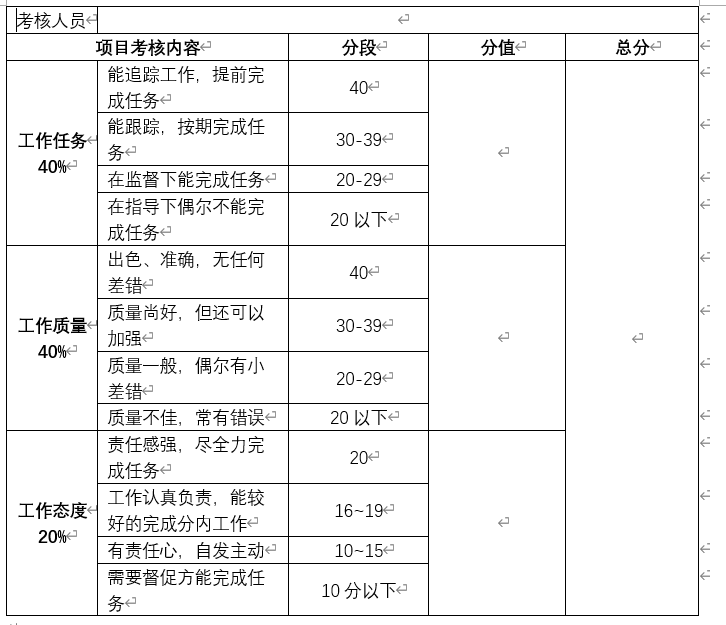 考核人员
项目考核内容 分段 分值 总分
工作任务
40%
能追踪工作，提前完
成任务
40
能跟踪，按期完成任
务
30-39
在监督下能完成任务
20-29
在指导下偶尔不能完
成任务
20 以下
工作质量
40%
出色、准确，无任何
差错
40
质量尚好，但还可以
加强
30-39
质量一般，偶尔有小
差错
20-29
质量不佳，常有错误
20 以下
工作态度
20%
责任感强，尽全力完
成任务
20
工作认真负责，能较
好的完成分内工作
16~19
有责任心，自发主动
10~15
需要督促方能完成任
务
10 分以下